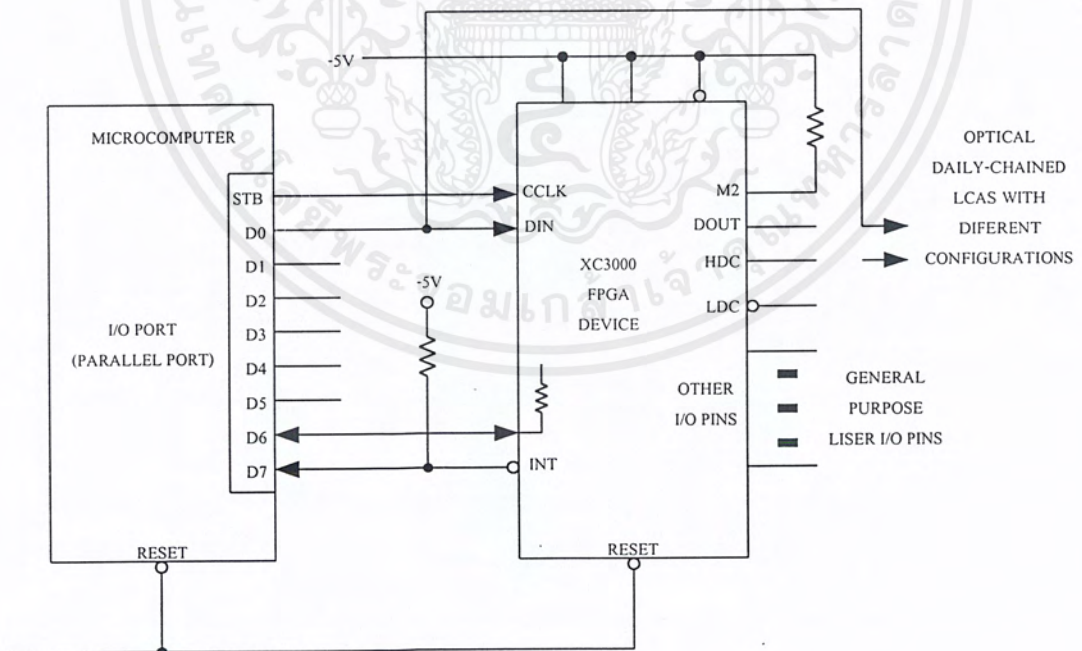 -5V
MICROCOMPUTER
STB
D0
D1
D2
D3
D4
D5
D6
D7
I/O PORT
(PARALLEL PORT)
RESET
-5V
CCLK
DIN
XC3000
FPGA
DEVICE
INT
M2
DOUT
HDC
LDC
OTHER
I/O PINS
RESET
OPTICAL
DAILY-CHAINED
LCAS WITH
DIFERENT
CONFIGURATIONS
GENERAL
PURPOSE
LISER I/O PINS